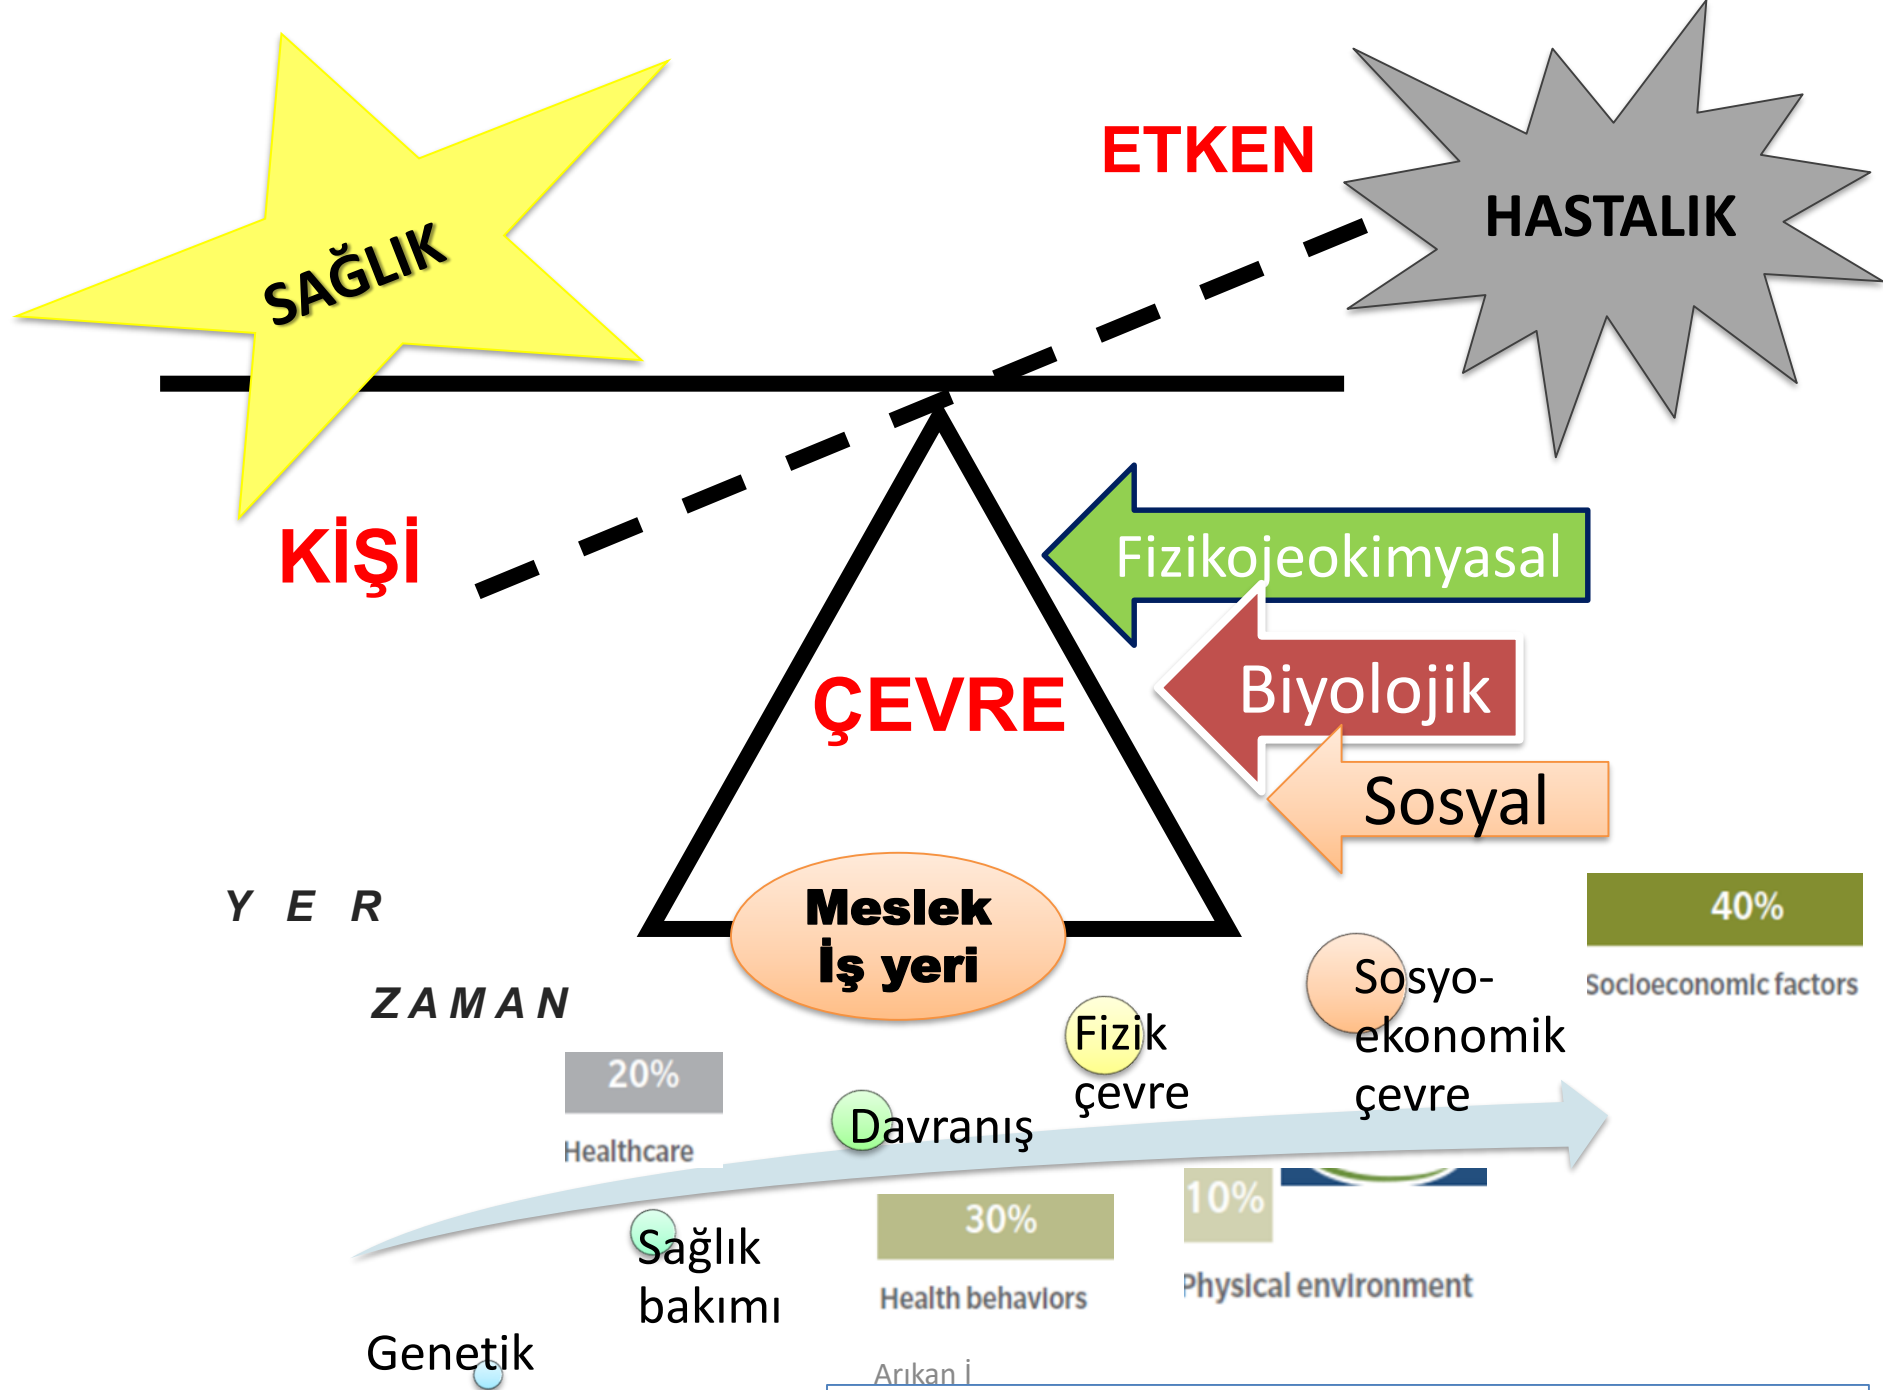 ETKEN
HASTALIK
SAĞLIK
KİŞİ
Fizikojeokimyasal
Biyolojik
ÇEVRE
Sosyal
Meslek
İş yeri
Y E R
ZAMAN
40%
Socioeconomic factors
Sosyo-
ekonomik
çevre
Fizik
çevre
20%
Healthcare
Davranış
10%
Physical environment
30%
Health behaviors
Sağlık
bakımı
Genetik
Arıkan İ